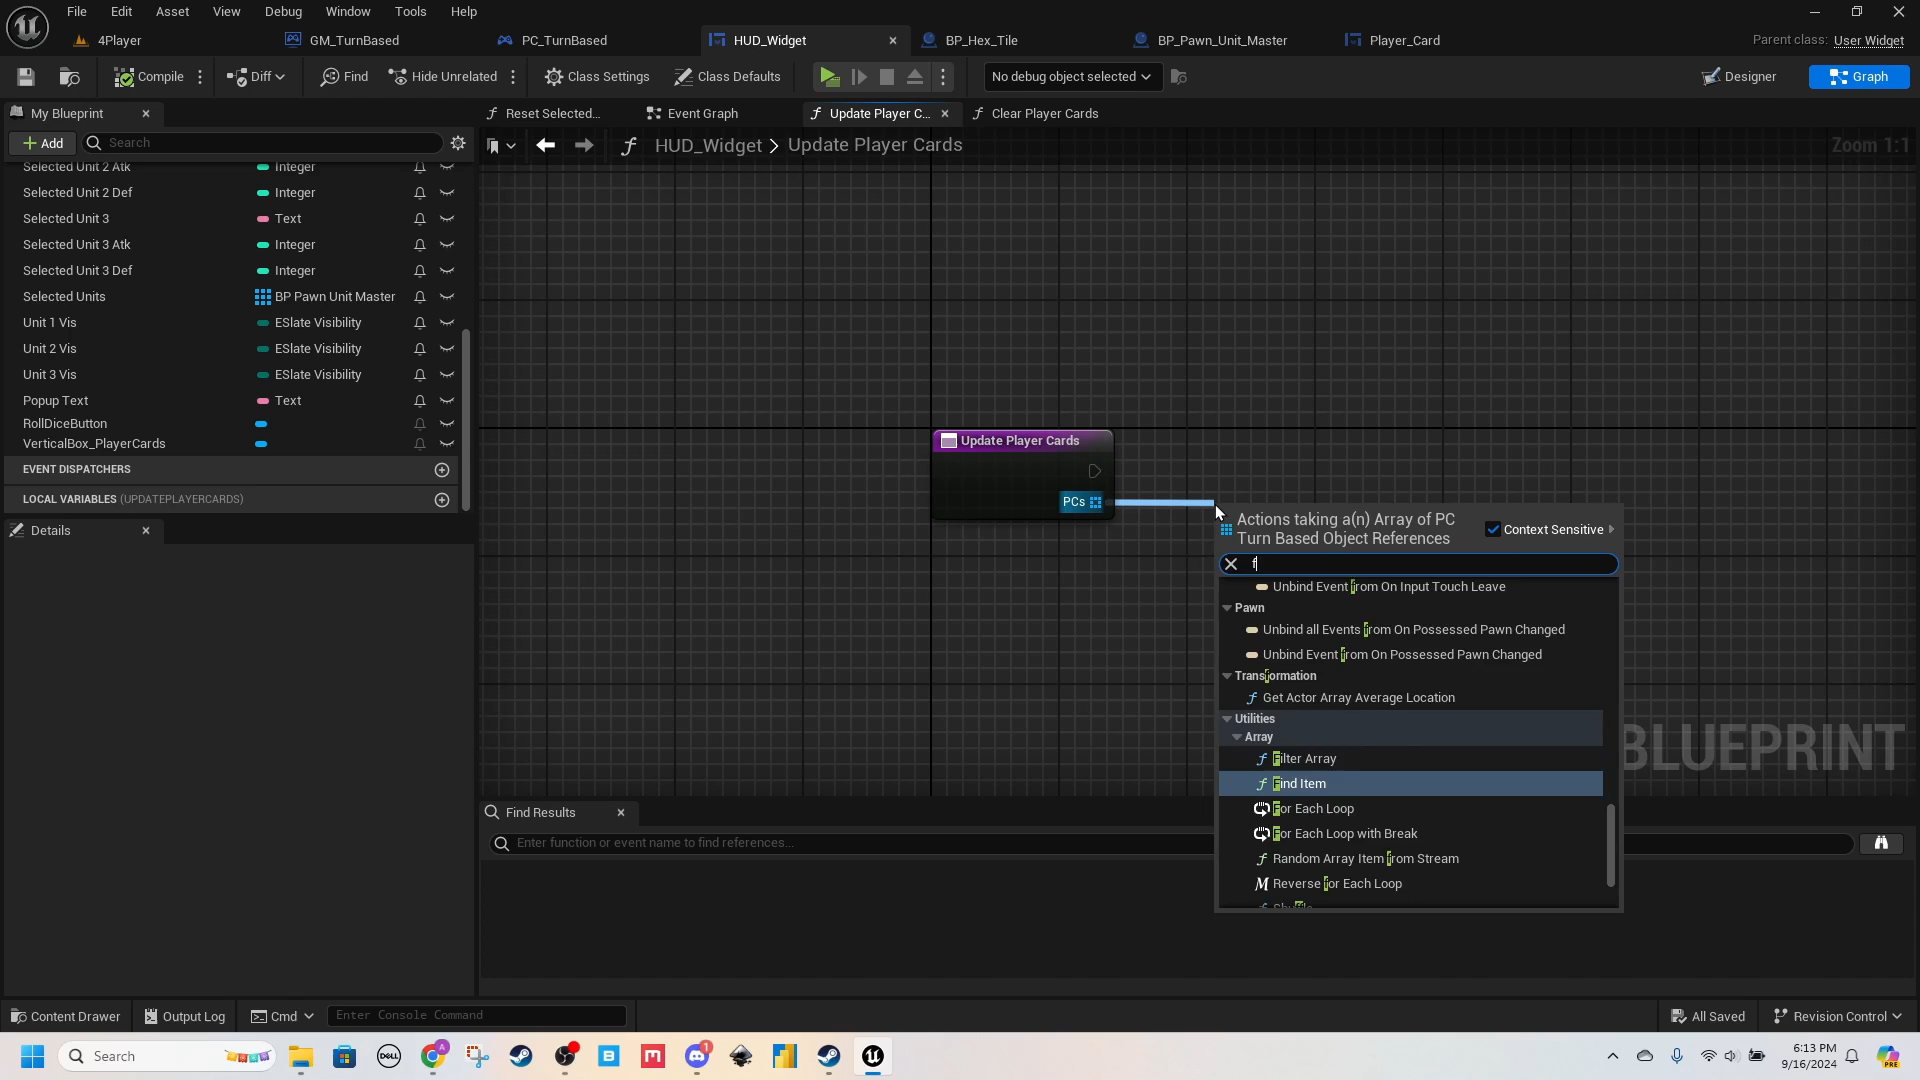 File Edit Asset View Debug Window Tools Help
4Player GM_TurnBased PC_TurnBased HUD_Widget BP_Hex_Tile BP_Pawn_Unit_Master Player_Card Parent class: User Widget
Compile Diff Find Hide Unrelated Class Settings Class Defaults No debug object selected Designer Graph
My Blueprint Reset Selected... Event Graph Update Player C... Clear Player Cards
Add Search HUD_Widget > Update Player Cards Zoom 1:1
Selected Unit 2 Atk Integer
Selected Unit 2 Def Integer
Selected Unit 3 Text
Selected Unit 3 Atk Integer
Selected Unit 3 Def Integer
Selected Units BP Pawn Unit Master
Unit 1 Vis ESlate Visibility
Unit 2 Vis ESlate Visibility
Unit 3 Vis ESlate Visibility
Popup Text Text
RollDiceButton
VerticalBox_PlayerCards
EVENT DISPATCHERS
LOCAL VARIABLES (UPDATEPLAYERCARDS)
Details
Update Player Cards
PCs
Actions taking a(n) Array of PC
Turn Based Object References
Context Sensitive
f
Unbind Event from On Input Touch Leave
Pawn
Unbind all Events from On Possessed Pawn Changed
Unbind Event from On Possessed Pawn Changed
Transformation
Get Actor Array Average Location
Utilities
Array
Filter Array
Find Item
For Each Loop
For Each Loop with Break
Random Array Item from Stream
Reverse for Each Loop
Shuffle
BLUEPRINT
Find Results
Enter function or event name to find references...
Content Drawer Output Log Cmd Enter Console Command All Saved Revision Control
Search DELL 1 6:13 PM
9/16/2024
PRE